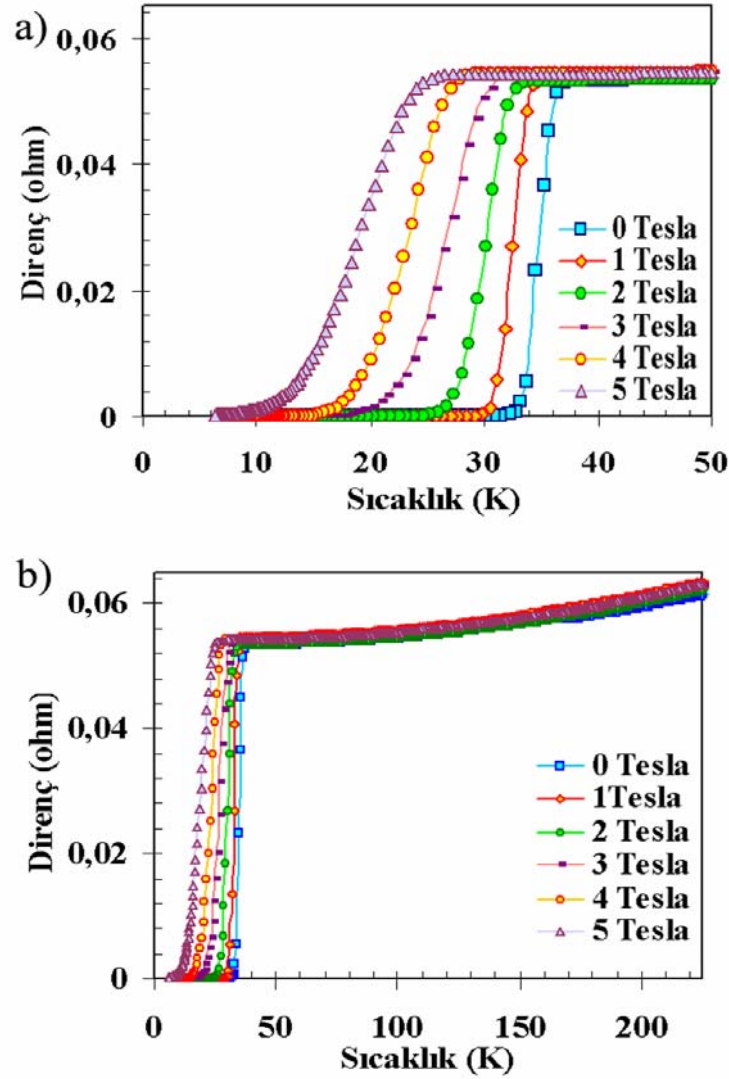 a)
0,06
0,04
0,02
0
Direnç (ohm)
0 Tesla
1 Tesla
2 Tesla
3 Tesla
4 Tesla
5 Tesla
0 10 20 30 40 50
Sıcaklık (K)
b)
0,06
0,04
0,02
0
Direnç (ohm)
0 Tesla
1Tesla
2 Tesla
3 Tesla
4 Tesla
5 Tesla
0 50 100 150 200
Sıcaklık (K)